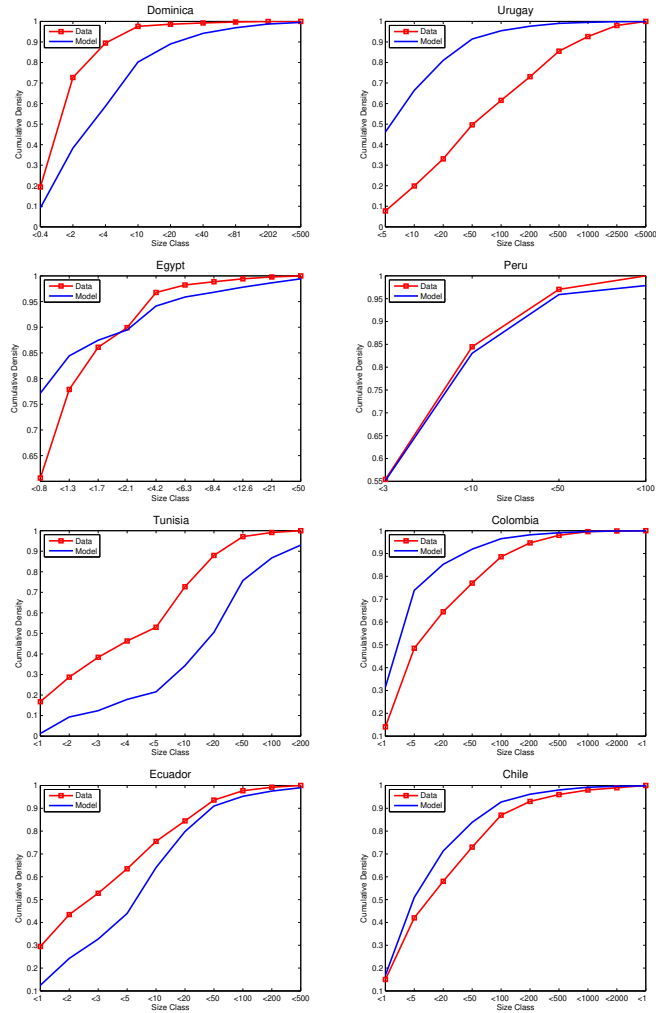 Dominica
Data
Model
Cumulative Density
1
0.9
0.8
0.7
0.6
0.5
0.4
0.3
0.2
0.1
0
<0.4 <2 <4 <10 <20 <40 <81 <202 <500
Size Class
Urugay
Data
Model
Cumulative Density
1
0.9
0.8
0.7
0.6
0.5
0.4
0.3
0.2
0.1
0
<5 <10 <20 <50 <100 <200 <500 <1000 <2500 <5000
Size Class
Egypt
Data
Model
Cumulative Density
1
0.95
0.9
0.85
0.8
0.75
0.7
0.65
<0.8 <1.3 <1.7 <2.1 <4.2 <6.3 <8.4 <12.6 <21 <50
Size Class
Peru
Data
Model
Cumulative Density
1
0.95
0.9
0.85
0.8
0.75
0.7
0.65
0.6
0.55
<3 <10 <50 <100
Size Class
Tunisia
Data
Model
Cumulative Density
1
0.9
0.8
0.7
0.6
0.5
0.4
0.3
0.2
0.1
0
<1 <2 <3 <4 <5 <10 <20 <50 <100 <200
Size Class
Colombia
Data
Model
Cumulative Density
1
0.9
0.8
0.7
0.6
0.5
0.4
0.3
0.2
0.1
<1 <5 <20 <50 <100 <200 <500 <1000 <2000 <1
Size Class
Ecuador
Data
Model
Cumulative Density
1
0.9
0.8
0.7
0.6
0.5
0.4
0.3
0.2
0.1
<1 <2 <3 <5 <10 <20 <50 <100 <200 <500
Size Class
Chile
Data
Model
Cumulative Density
1
0.9
0.8
0.7
0.6
0.5
0.4
0.3
0.2
0.1
<1 <5 <20 <50 <100 <200 <500 <1000 <2000 <1
Size Class